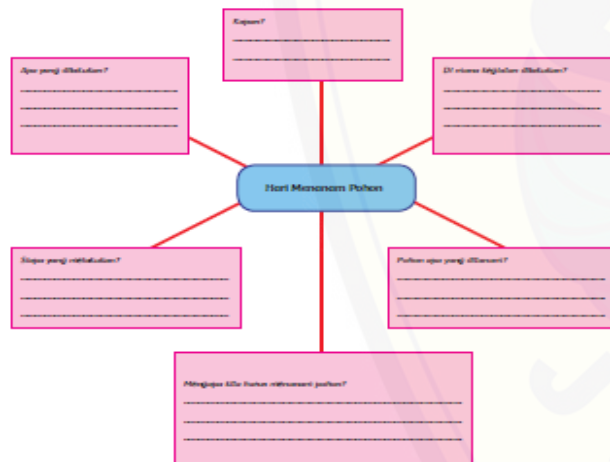 Kapan?
Apa yang dilakukan?
Di mana kegiatan dilakukan?
Hari Menanam Pohon
Siapa yang melakukan?
Pohon apa yang ditanam?
Mengapa kita harus menanam pohon?